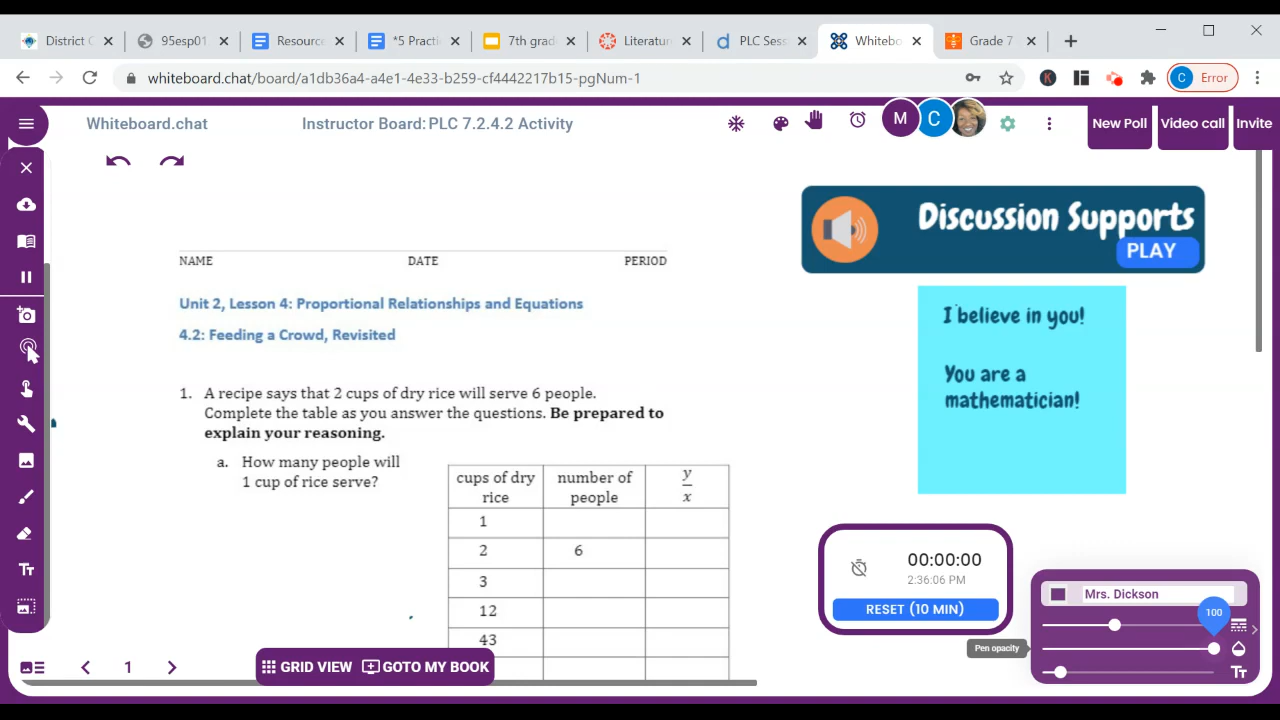 District C
95esp01
Resource
*5 Practi
7th grad
Literatur
PLC Sess
Whitebo
Grade 7
whiteboard.chat/board/a1db36a4-a4e1-4e33-b259-cf4442217b15-pgNum-1
K
C
Error
Whiteboard.chat
Instructor Board: PLC 7.2.4.2 Activity
M
C
New Poll
Video call
Invite
Discussion Supports
PLAY
NAME
DATE
PERIOD
Unit 2, Lesson 4: Proportional Relationships and Equations
4.2: Feeding a Crowd, Revisited
I believe in you!
You are a
mathematician!
1. A recipe says that 2 cups of dry rice will serve 6 people.
Complete the table as you answer the questions. Be prepared to
explain your reasoning.
a. How many people will
1 cup of rice serve?
cups of dry
rice
number of
people
y
x
1
2 6
3
12
43
00:00:00
2:36:06 PM
RESET (10 MIN)
Mrs. Dickson
100
Pen opacity
Tт
Tт
1
GRID VIEW
GOTO MY BOOK